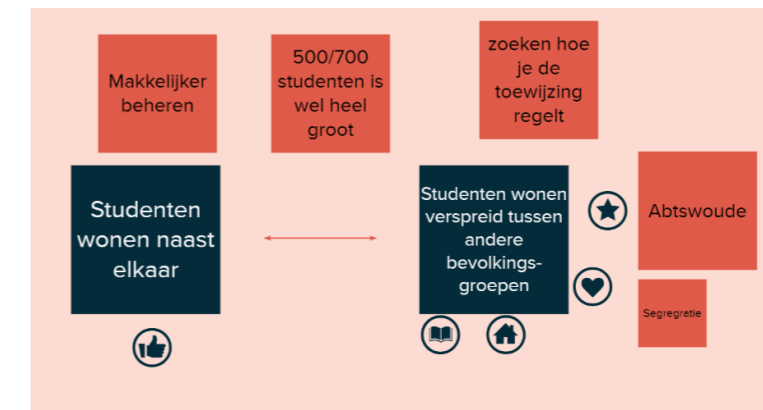 Makkelijker
beheren
500/700
studenten is
wel heel
groot
zoeken hoe
je de
toewijzing
regelt
Studenten
wonen naast
elkaar
Studenten wonen
verspreid tussen
andere
bevolkings-
groepen
Abtswoude
Segregratie